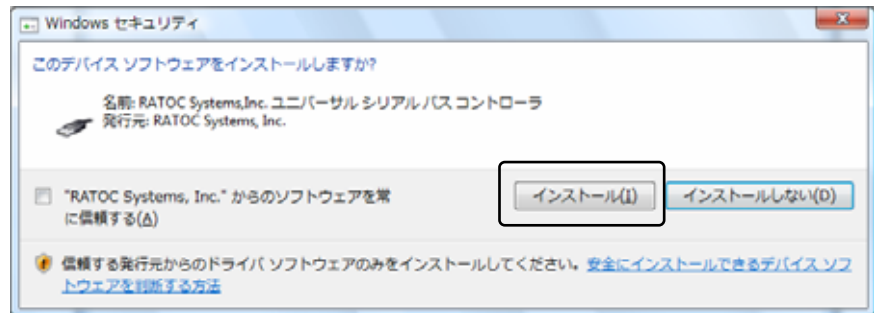 Windows セキュリティ
このデバイス ソフトウェアをインストールしますか?
名前: RATOC Systems,Inc. ユニバーサル シリアル バス コントローラ
発行元: RATOC Systems, Inc.
"RATOC Systems, Inc." からのソフトウェアを常
に信頼する(A)
インストール(I)
インストールしない(D)
信頼する発行元からのドライバ ソフトウェアのみをインストールしてください。安全にインストールできるデバイス ソフ
トウェアを判断する方法